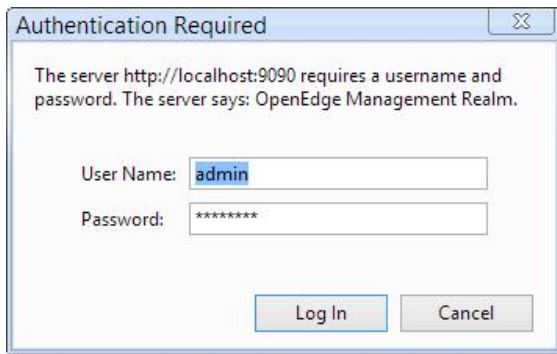 Authentication Required
The server http://localhost:9090 requires a username and
password. The server says: OpenEdge Management Realm.
User Name: admin
Password: ********
Log In Cancel